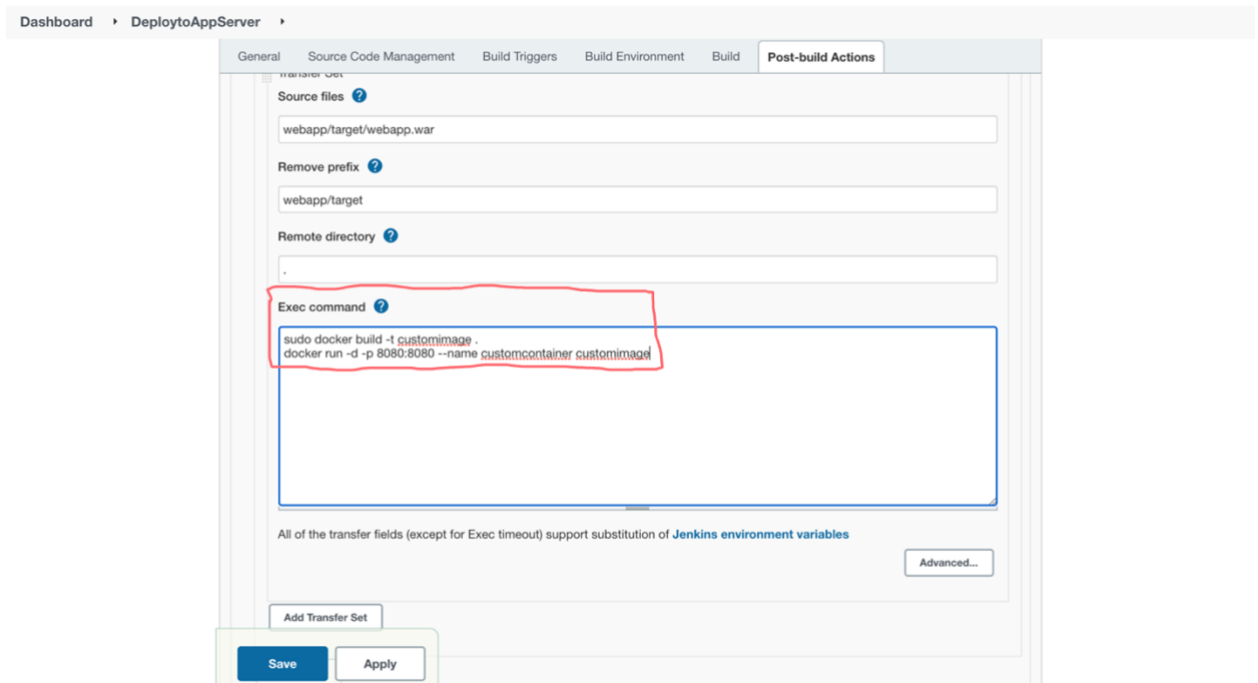 Dashboard DeploytoAppServer
General Source Code Management Build Triggers Build Environment Build Post-build Actions
Transfer Set
Source files ?
webapp/target/webapp.war
Remove prefix ?
webapp/target
Remote directory ?
.
Exec command ?
sudo docker build -t customimage .
docker run -d -p 8080:8080 --name customcontainer customimage
All of the transfer fields (except for Exec timeout) support substitution of Jenkins environment variables
Advanced...
Add Transfer Set
Save Apply